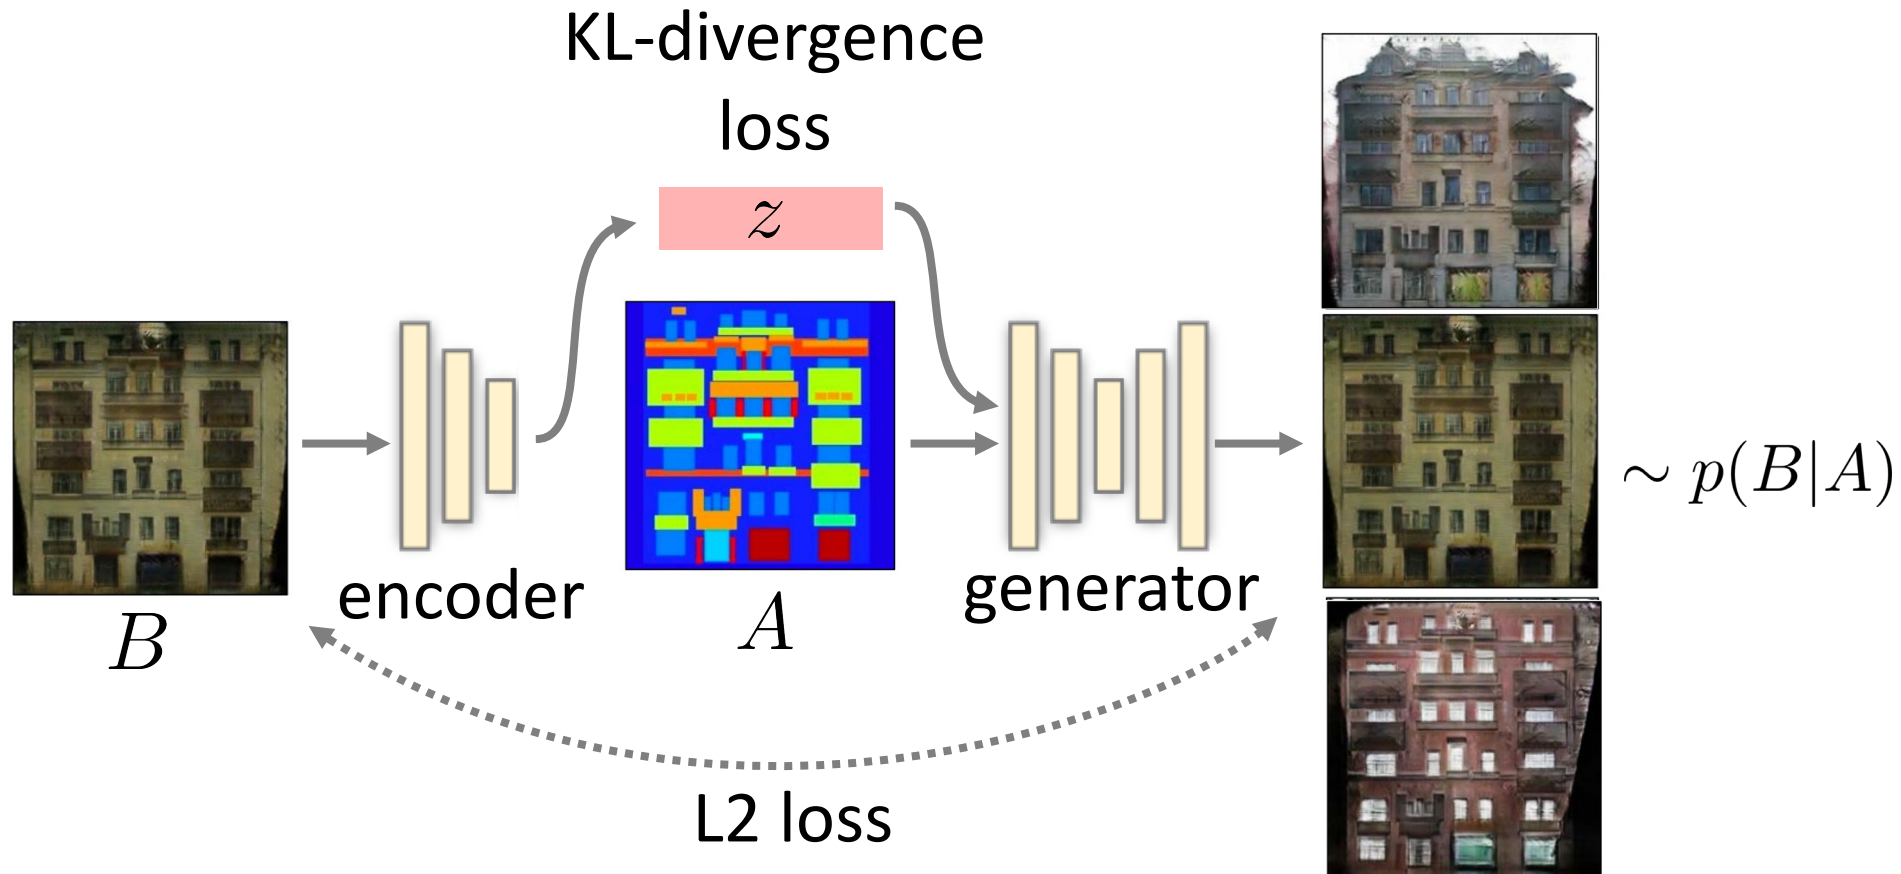 KL-divergence
loss
z
encoder
A
generator
B
∼ p(B|A)
L2 loss